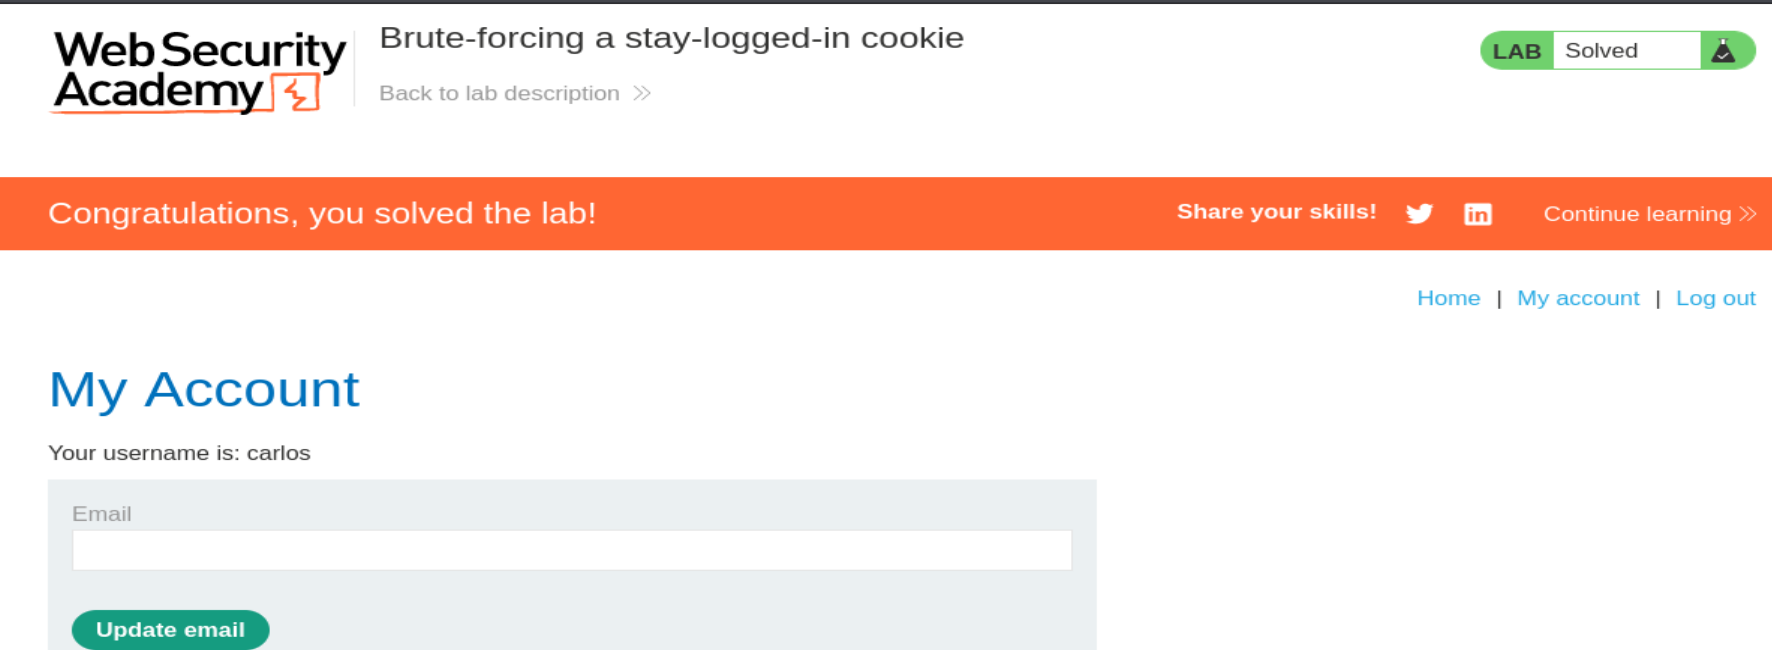 Web Security
Academy
Brute-forcing a stay-logged-in cookie
Back to lab description
LAB Solved
Congratulations, you solved the lab!
Share your skills!
in
Continue learning
Home | My account | Log out
My Account
Your username is: carlos
Email
Update email